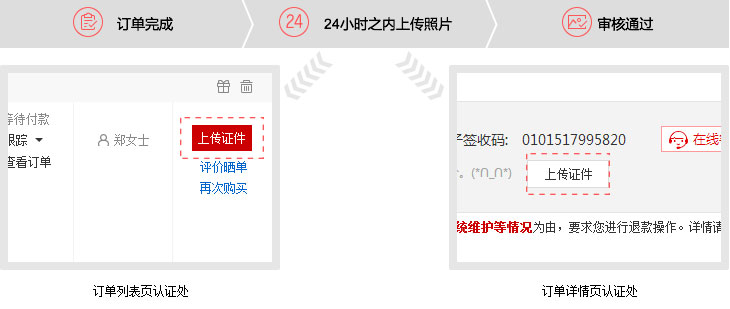 订单完成
24
24小时之内上传照片
审核通过
等待付款
跟踪
查看订单
郑女士
上传证件
评价晒单
再次购买
订单列表页认证处
子签收码: 0101517995820
在线
。(*∩_∩*)
上传证件
统维护等情况为由，要求您进行退款操作。详情请
订单详情页认证处